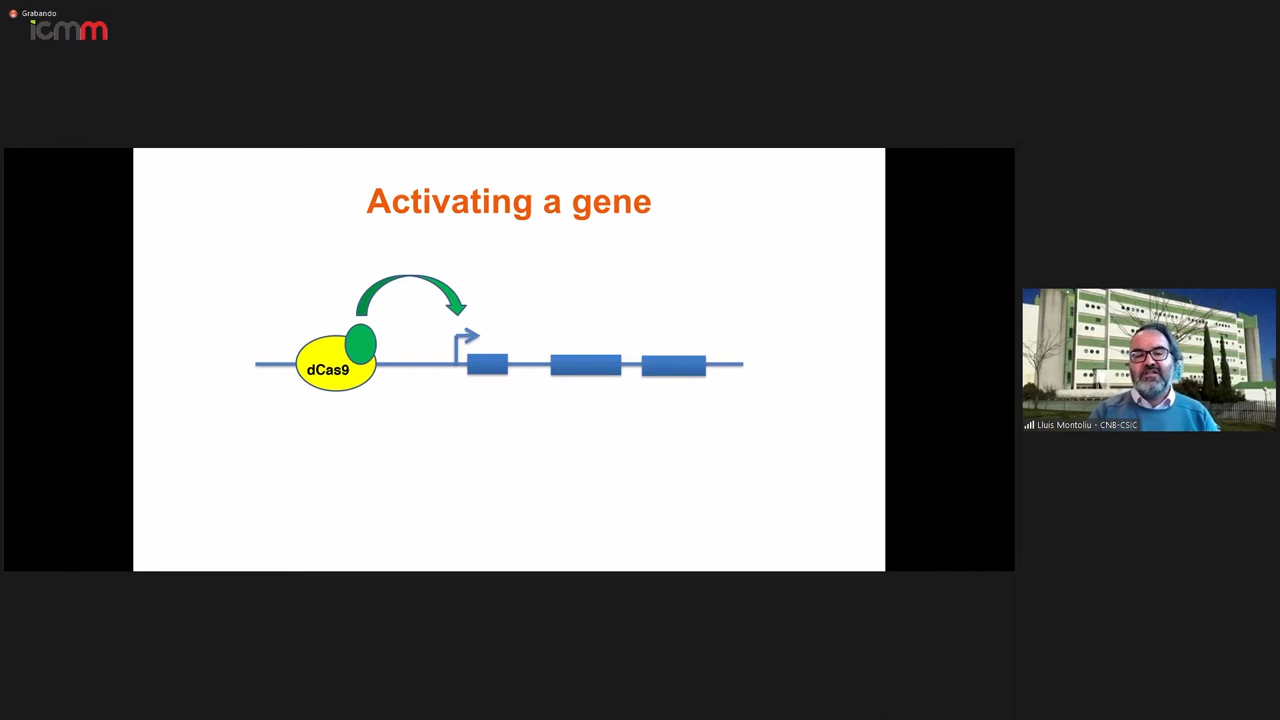 Grabando
icmm
Activating a gene
dCas9
Lluis Montoliu - CNB-CSIC